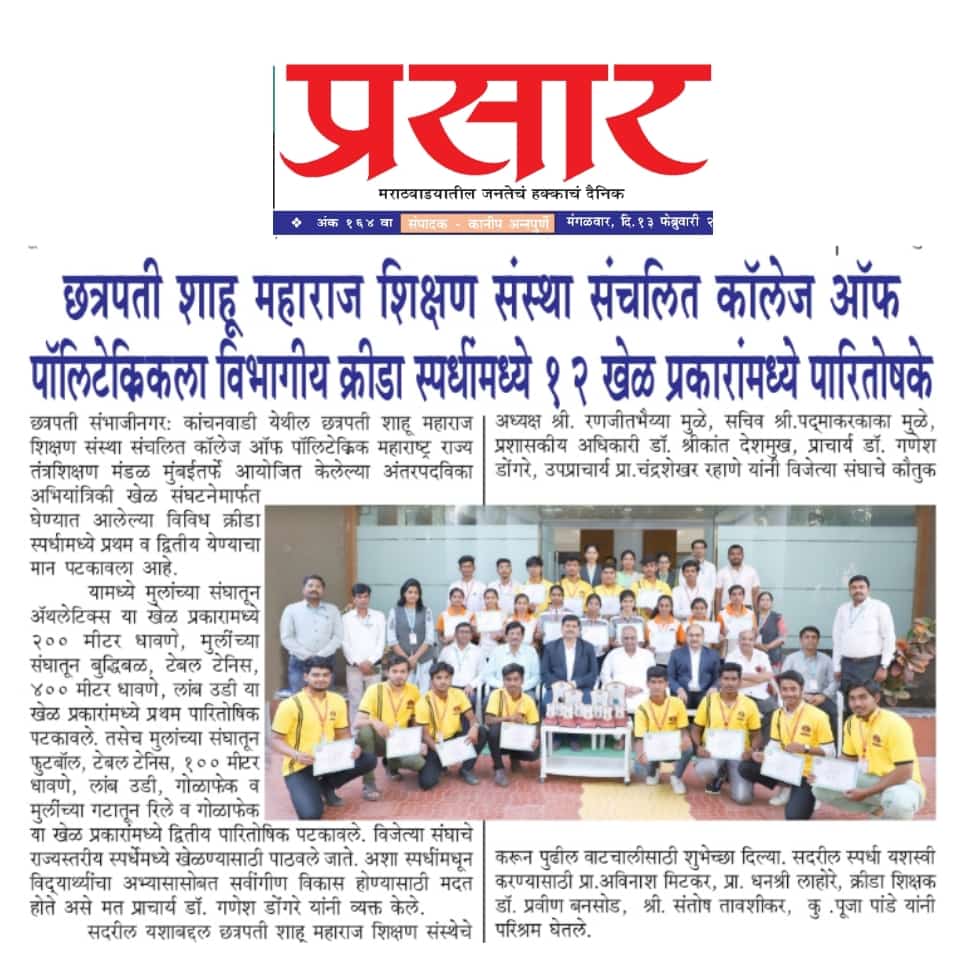 प्रसार
मराठवाडयातील जनतेचं हक्काचं दैनिक
❖ अंक १६४ वा संपादक - कानीप अन्नपुर्णे मंगळवार, दि.१३ फेब्रुवारी २
छत्रपती शाहू महाराज शिक्षण संस्था संचलित कॉलेज ऑफ
पॉलिटेक्निकला विभागीय क्रीडा स्पर्धांमध्ये १२ खेळ प्रकारांमध्ये पारितोषके
छत्रपती संभाजीनगर: कांचनवाडी येथील छत्रपती शाहू महाराज
शिक्षण संस्था संचलित कॉलेज ऑफ पॉलिटेक्निक महाराष्ट्र राज्य
तंत्रशिक्षण मंडळ मुंबईतर्फे आयोजित केलेल्या अंतरपदविका
अभियांत्रिकी खेळ संघटनेमार्फत
घेण्यात आलेल्या विविध क्रीडा
स्पर्धामध्ये प्रथम व द्वितीय येण्याचा
मान पटकावला आहे.
यामध्ये मुलांच्या संघातून
ॲथलेटिक्स या खेळ प्रकारामध्ये
२०० मीटर धावणे, मुलींच्या
संघातून बुद्धिबळ, टेबल टेनिस,
४०० मीटर धावणे, लांब उडी या
खेळ प्रकारांमध्ये प्रथम पारितोषिक
पटकावले. तसेच मुलांच्या संघातून
फुटबॉल, टेबल टेनिस, १०० मीटर
धावणे, लांब उडी, गोळाफेक व
मुलींच्या गटातून रिले व गोळाफेक
या खेळ प्रकारांमध्ये द्वितीय पारितोषिक पटकावले. विजेत्या संघाचे
राज्यस्तरीय स्पर्धेमध्ये खेळण्यासाठी पाठवले जाते. अशा स्पर्धांमधून
विद्यार्थ्यांचा अभ्यासासोबत सर्वांगीण विकास होण्यासाठी मदत
होते असे मत प्राचार्य डॉ. गणेश डोंगरे यांनी व्यक्त केले.
सदरील यशाबद्दल छत्रपती शाहू महाराज शिक्षण संस्थेचे
अध्यक्ष श्री. रणजीतभैय्या मुळे, सचिव श्री.पद्माकरकाका मुळे,
प्रशासकीय अधिकारी डॉ. श्रीकांत देशमुख, प्राचार्य डॉ. गणेश
डोंगरे, उपप्राचार्य प्रा.चंद्रशेखर रहाणे यांनी विजेत्या संघाचे कौतुक
करून पुढील वाटचालीसाठी शुभेच्छा दिल्या. सदरील स्पर्धा यशस्वी
करण्यासाठी प्रा.अविनाश मिटकर, प्रा. धनश्री लाहोरे, क्रीडा शिक्षक
डॉ. प्रवीण बनसोड, श्री. संतोष तावशीकर, कु .पूजा पांडे यांनी
परिश्रम घेतले.